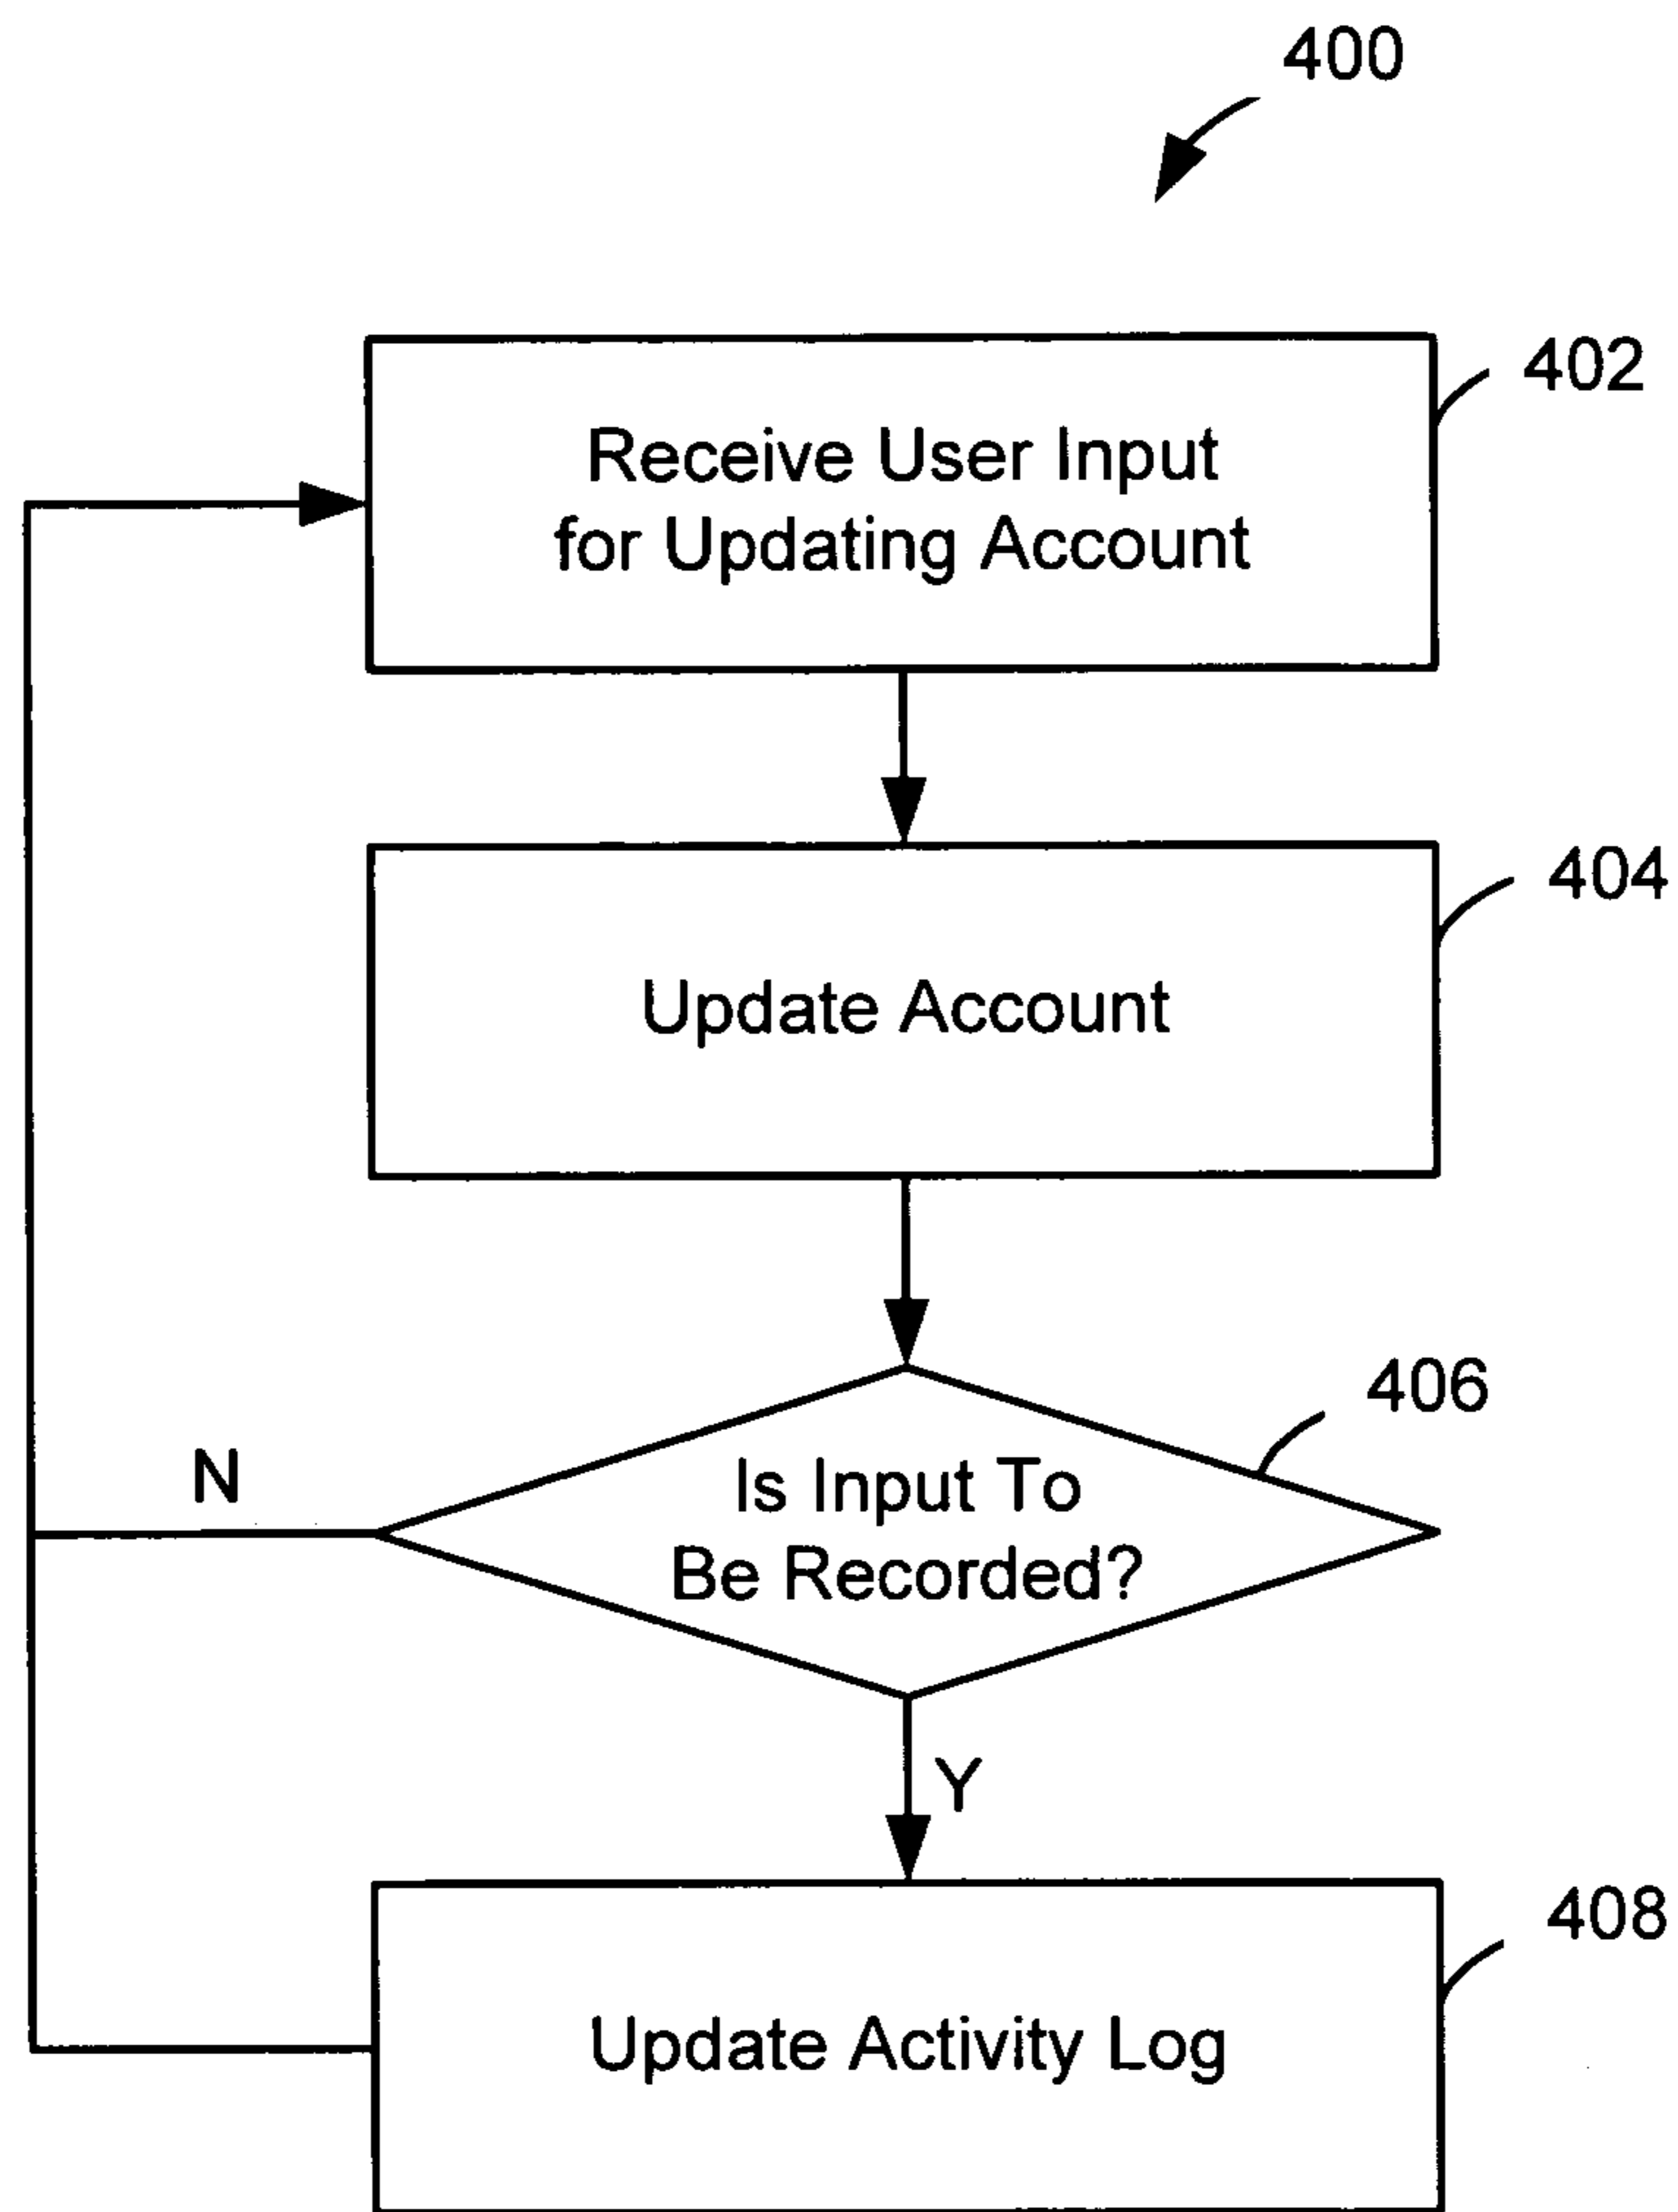 400
402
Receive User Input
for Updating Account
404
Update Account
406
Is Input To
Be Recorded?
N
Y
408
Update Activity Log